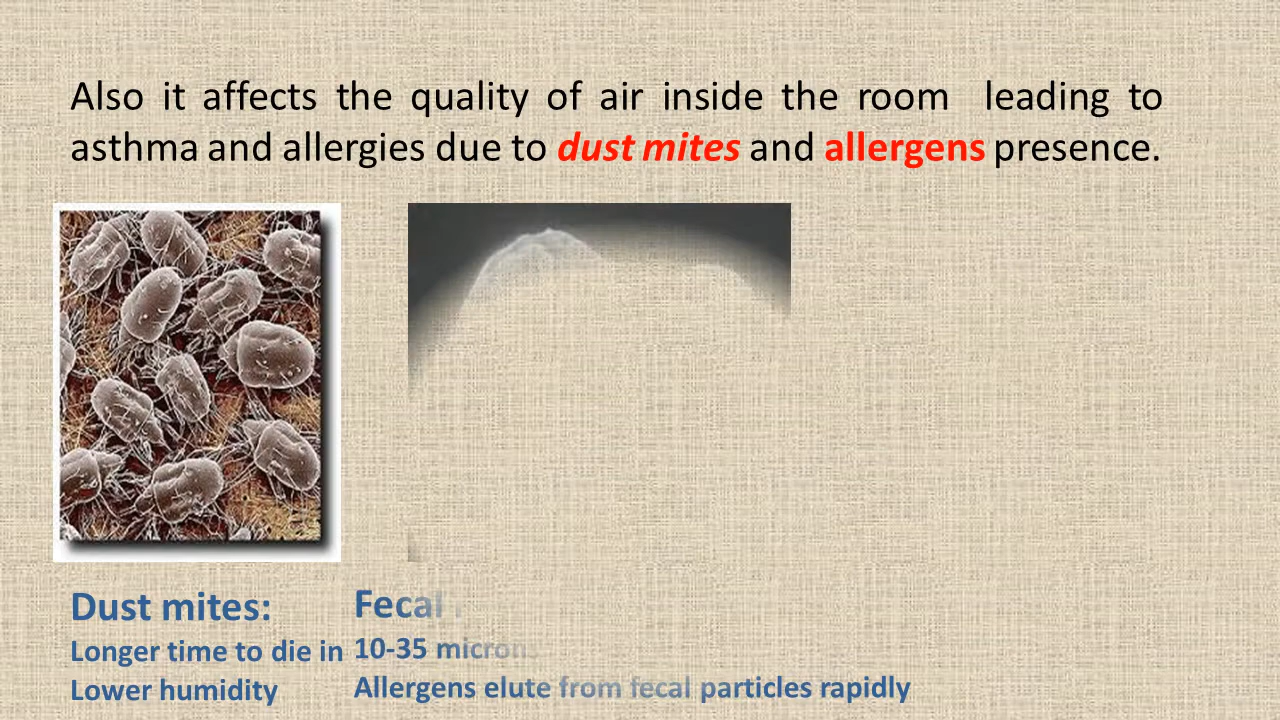 Also it affects the quality of air inside the room leading to
asthma and allergies due to dust mites and allergens presence.
Dust mites:
Longer time to die in
Lower humidity
Fecal
10-35 microns
Allergens elute from fecal particles rapidly